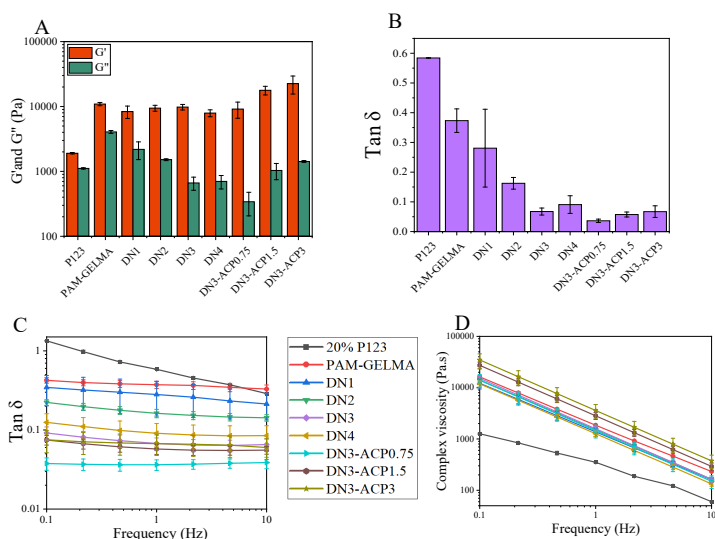 A
100000
10000
1000
100
G'and G" (Pa)
G'
G"
P123
PAM-GELMA
DN1
DN2
DN3
DN4
DN3-ACP0.75
DN3-ACP1.5
DN3-ACP3
B
0.6
0.5
0.4
0.3
0.2
0.1
0.0
Tan δ
P123
PAM-GELMA
DN1
DN2
DN3
DN4
DN3-ACP0.75
DN3-ACP1.5
DN3-ACP3
C
1
0.1
0.01
Tan δ
0.1
1
10
Frequency (Hz)
20% P123
PAM-GELMA
DN1
DN2
DN3
DN4
DN3-ACP0.75
DN3-ACP1.5
DN3-ACP3
D
100000
10000
1000
100
Complex viscosity (Pa.s)
0.1
1
10
Frequency (Hz)